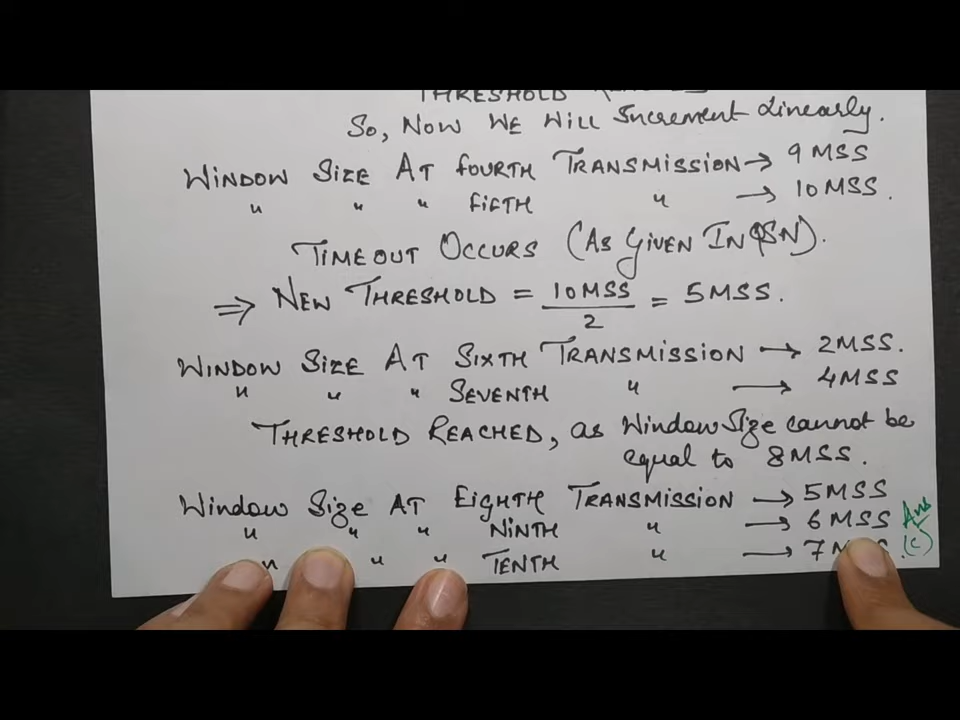 THRESHOLD
So, Now WE WILL Increment Linearly.
WINDOW SIZE AT FOURTH TRANSMISSION → 9 MSS
" " " FIFTH " → 10 MSS.
TIMEOUT OCCURS (AS GIVEN IN QSN).
⇒ NEW THRESHOLD = 10 MSS / 2 = 5 MSS.
WINDOW SIZE AT SIXTH TRANSMISSION → 2 MSS.
" " " SEVENTH " → 4 MSS
THRESHOLD REACHED, as Window Size cannot be
equal to 8 MSS.
Window Size AT EIGHTH TRANSMISSION → 5 MSS
" " " NINTH " → 6 MSS Ans
" " " TENTH " → 7 MSS. (c)